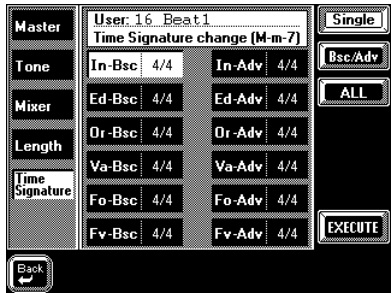 Master
Tone
Mixer
Length
Time
Signature
Back
User: 16 Beat1
Time Signature change (M-m-7)
In-Bsc 4/4 In-Adv 4/4
Ed-Bsc 4/4 Ed-Adv 4/4
Or-Bsc 4/4 Or-Adv 4/4
Va-Bsc 4/4 Va-Adv 4/4
Fo-Bsc 4/4 Fo-Adv 4/4
Fv-Bsc 4/4 Fv-Adv 4/4
Single
Bsc/Adv
ALL
EXECUTE